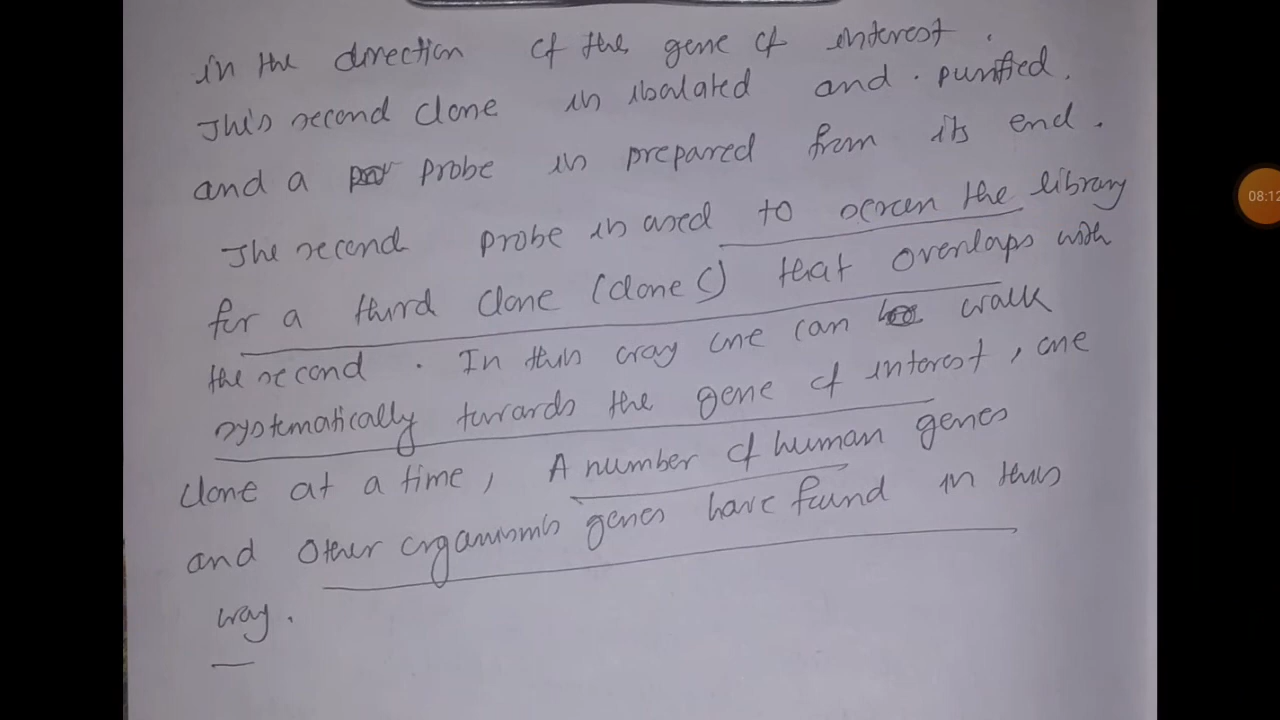 in the direction of the gene of interest.
This second clone is isolated and purified.
and a probe is prepared from its end.
The second probe is used to screen the library
for a third clone (clone C) that overlaps with
the second. In this way one can walk
systematically towards the gene of interest, one
clone at a time, A number of human genes
and other organisms genes have found in this
way.
08:12